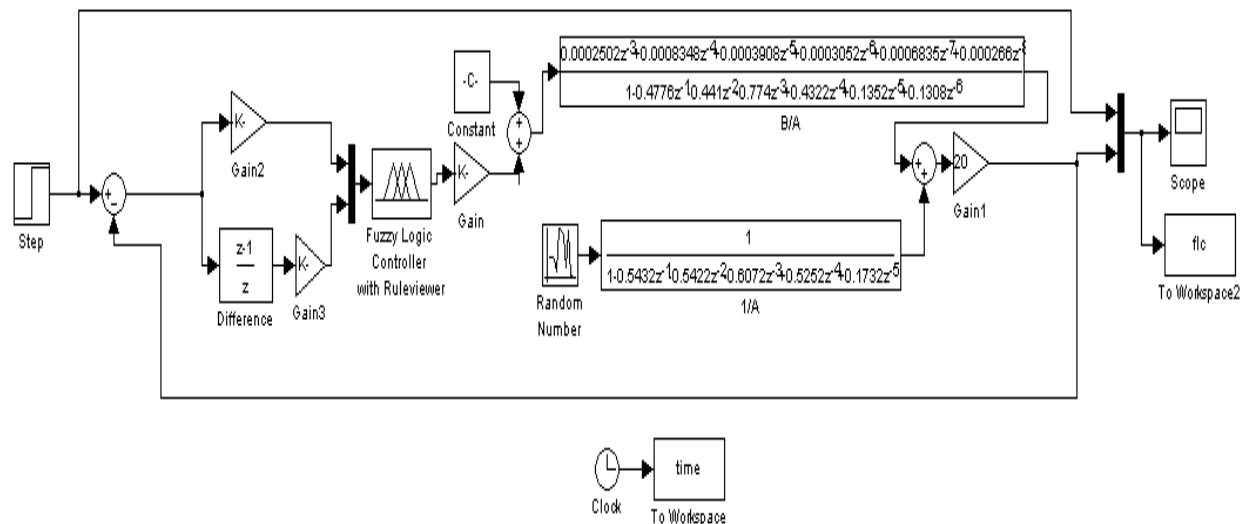 Step
+
-
K-
Gain2
z-1
z
Difference
K-
Gain3
Fuzzy Logic
Controller
with Ruleviewer
K-
Gain
-C-
Constant
+
+
0.0002502z-3+0.0008348z-4+0.0003908z-5+0.0003052z-6+0.0006835z-7+0.000266z-8
1-0.4776z-1-0.441z-2-0.774z-3+0.4322z-4+0.1352z-5+0.1308z-6
B/A
Random
Number
1
1-0.5432z-1-0.5422z-2-0.6072z-3+0.5252z-4+0.1732z-5
1/A
+
+
20
Gain1
Scope
flc
To Workspace2
Clock
time
To Workspace